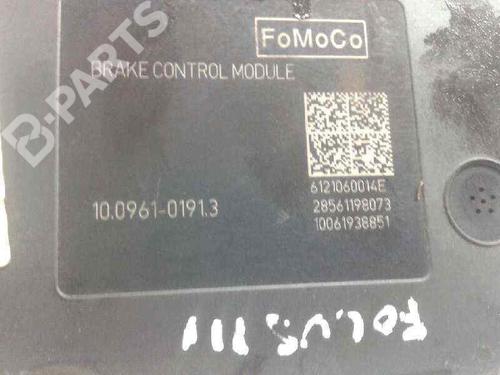 FoMoCo
B-PARTS
BRAKE CONTROL MODULE
6121060014E
10.0961-0191.3
28561198073
10061938851
FOCUS III